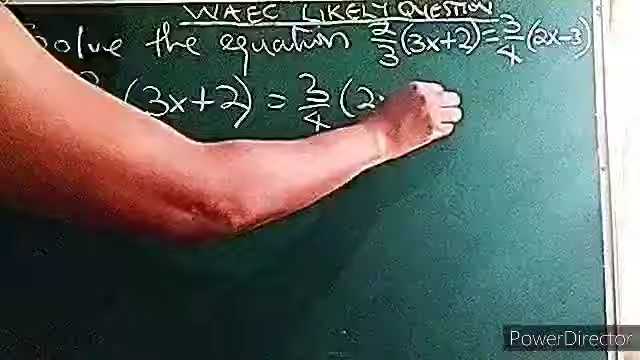 WAEC LIKELY QUESTION
Solve the equation 2/3(3x+2)=3/4(2x-3)
(3x+2) = 3/4(2
PowerDirector